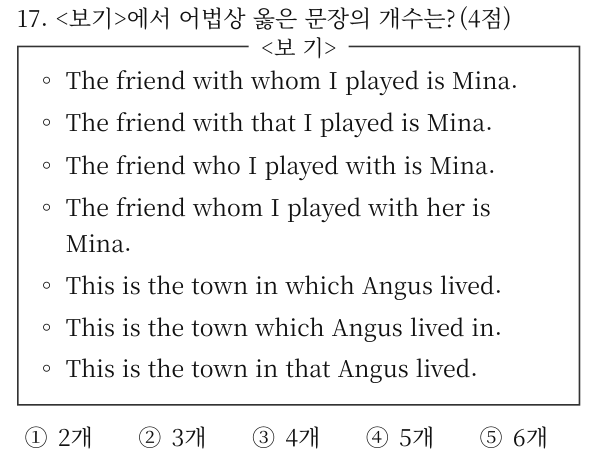 17. <보기>에서 어법상 옳은 문장의 개수는? (4점)
<보 기>
◦ The friend with whom I played is Mina.
◦ The friend with that I played is Mina.
◦ The friend who I played with is Mina.
◦ The friend whom I played with her is
Mina.
◦ This is the town in which Angus lived.
◦ This is the town which Angus lived in.
◦ This is the town in that Angus lived.
① 2개 ② 3개 ③ 4개 ④ 5개 ⑤ 6개